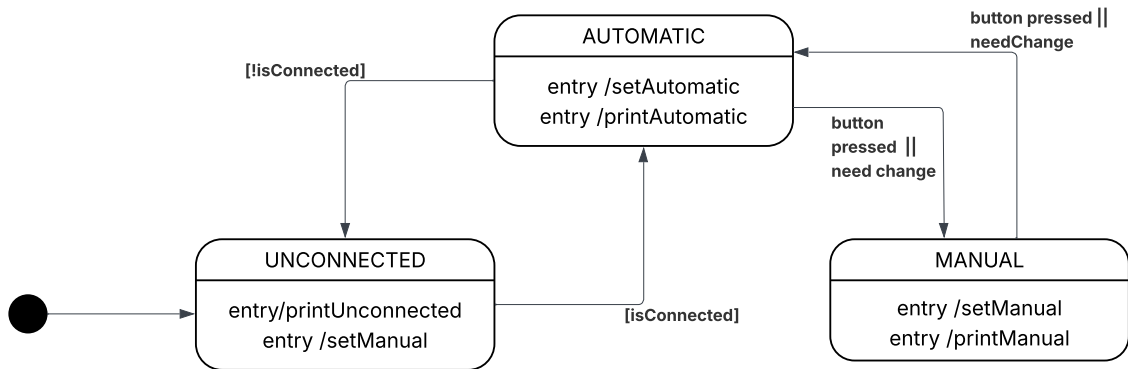 button pressed ||
needChange
AUTOMATIC
[!isConnected]
entry /setAutomatic
entry /printAutomatic
button
pressed ||
need change
UNCONNECTED
entry/printUnconnected
entry /setManual
[isConnected]
MANUAL
entry /setManual
entry /printManual